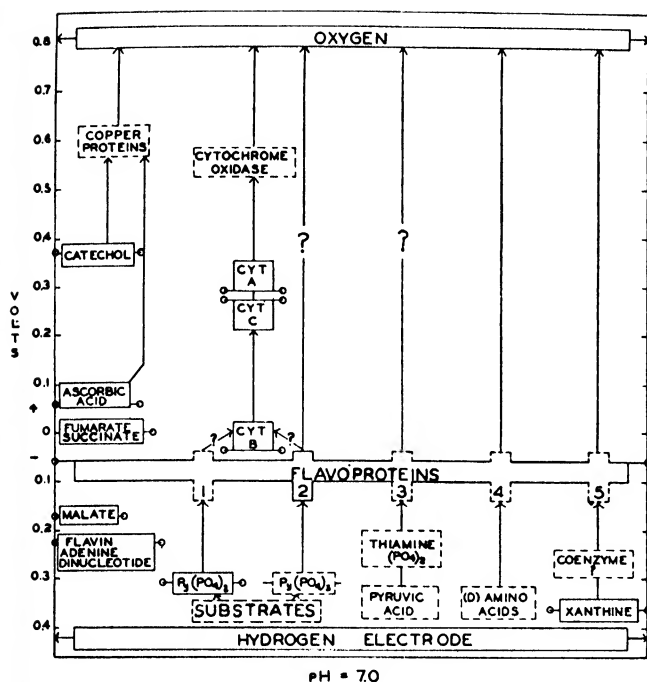 OXYGEN
0.8
0.7
0.6
0.5
0.4
0.3
0.2
0.1
+
0
–
0.1
0.2
0.3
0.4
VOLTS
COPPER
PROTEINS
CYTOCHROME
OXIDASE
?
?
CATECHOL
CYT
A
CYT
C
ASCORBIC
ACID
FUMARATE
SUCCINATE
?
CYT
B
?
FLAVOPROTEINS
1
2
3
4
5
MALATE
FLAVIN
ADENINE
DINUCLEOTIDE
THIAMINE
(PO₄)₂
COENZYME
?
Py(PO₄)₃
Py(PO₄)₂
PYRUVIC
ACID
(D) AMINO
ACIDS
XANTHINE
SUBSTRATES
HYDROGEN ELECTRODE
pH = 7.0